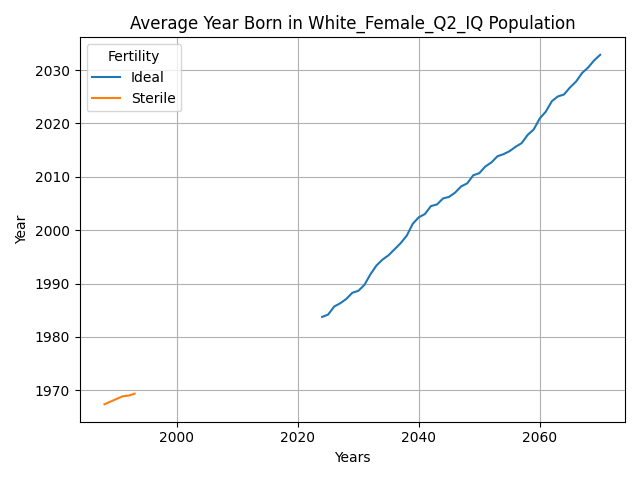 Average Year Born in White_Female_Q2_IQ Population
Fertility
Ideal
Sterile
Year
2030
2020
2010
2000
1990
1980
1970
2000
2020
2040
2060
Years